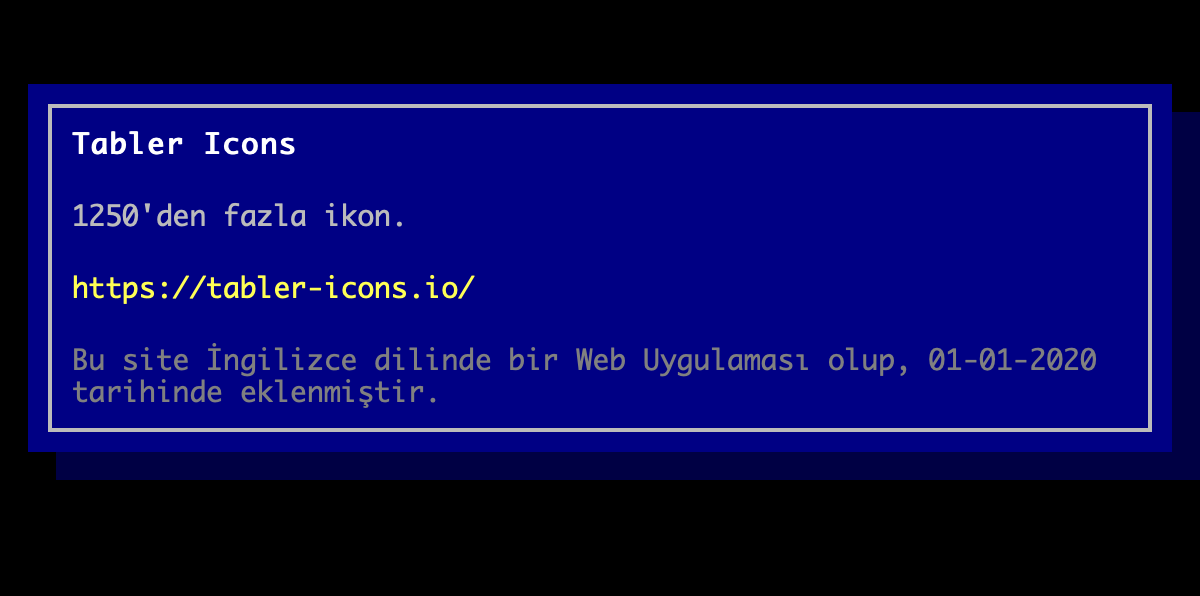 Tabler Icons
1250'den fazla ikon.
https://tabler-icons.io/
Bu site İngilizce dilinde bir Web Uygulaması olup, 01-01-2020
tarihinde eklenmiştir.